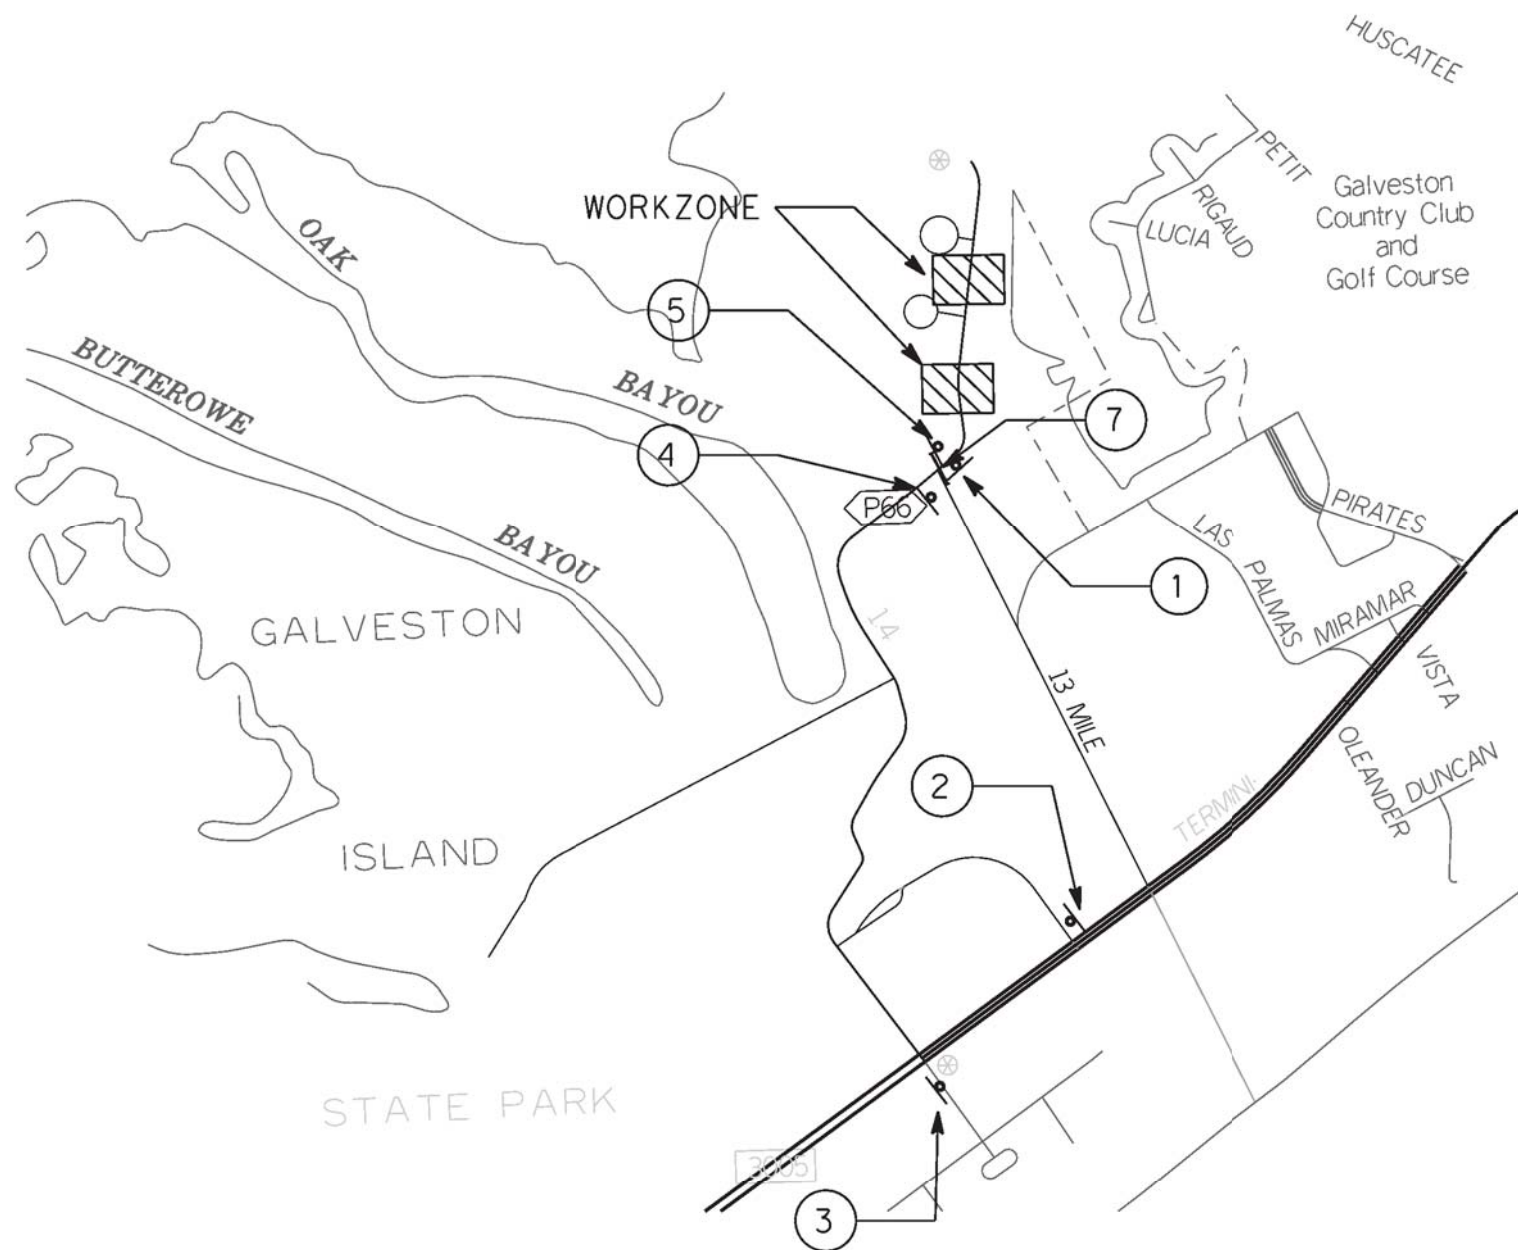 HUSCATEE
PETIT
RIGAUD
LUCIA
Galveston
Country Club
and
Golf Course
WORKZONE
OAK
BAYOU
BUTTEROWE
BAYOU
5
4
7
P66
1
LAS
PALMAS
PIRATES
MIRAMAR
VISTA
OLEANDER
DUNCAN
14
13 MILE
TERMINI
GALVESTON
ISLAND
STATE PARK
2
3005
3